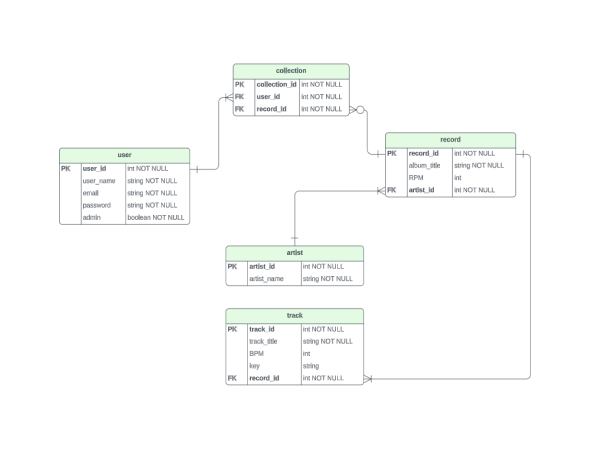 collection
PK collection_id int NOT NULL
FK user_id int NOT NULL
FK record_id int NOT NULL
record
PK record_id int NOT NULL
album_title string NOT NULL
RPM int
FK artist_id int NOT NULL
user
PK user_id int NOT NULL
user_name string NOT NULL
email string NOT NULL
password string NOT NULL
admin boolean NOT NULL
artist
PK artist_id int NOT NULL
artist_name string NOT NULL
track
PK track_id int NOT NULL
track_title string NOT NULL
BPM int
key string
FK record_id int NOT NULL